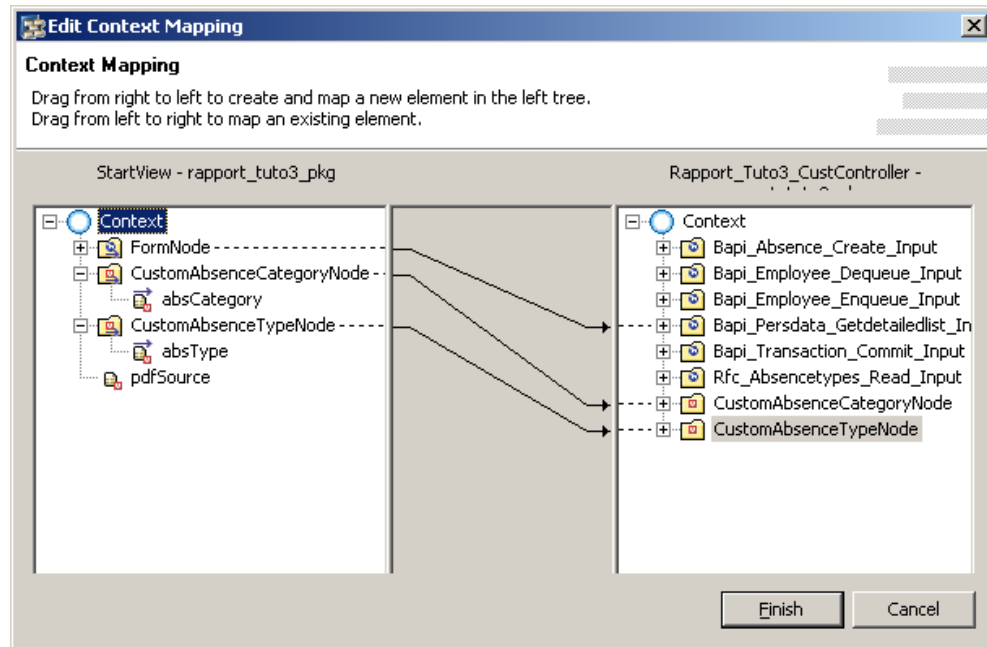 Edit Context Mapping
Context Mapping
Drag from right to left to create and map a new element in the left tree.
Drag from left to right to map an existing element.
StartView - rapport_tuto3_pkg
Rapport_Tuto3_CustController -
Context
FormNode
CustomAbsenceCategoryNode
absCategory
CustomAbsenceTypeNode
absType
pdfSource
Context
Bapi_Absence_Create_Input
Bapi_Employee_Dequeue_Input
Bapi_Employee_Enqueue_Input
Bapi_Persdata_Getdetailedlist_In
Bapi_Transaction_Commit_Input
Rfc_Absencetypes_Read_Input
CustomAbsenceCategoryNode
CustomAbsenceTypeNode
Finish
Cancel